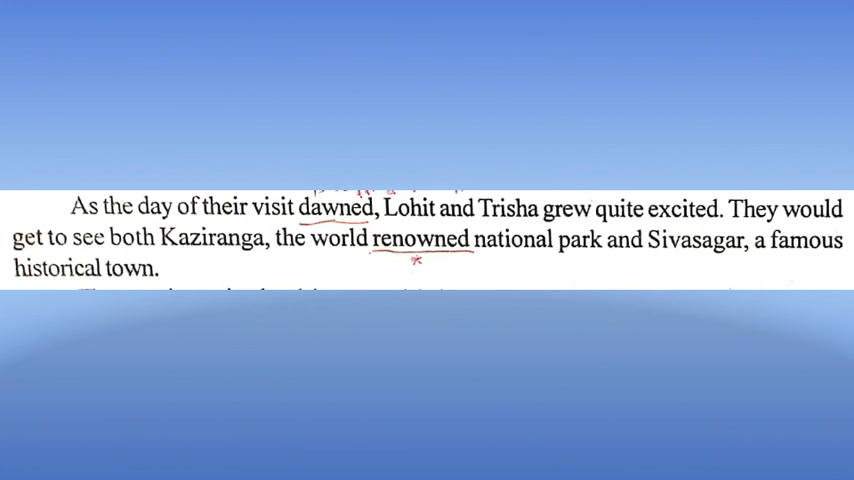 As the day of their visit dawned, Lohit and Trisha grew quite excited. They would
get to see both Kaziranga, the world renowned national park and Sivasagar, a famous
historical town.